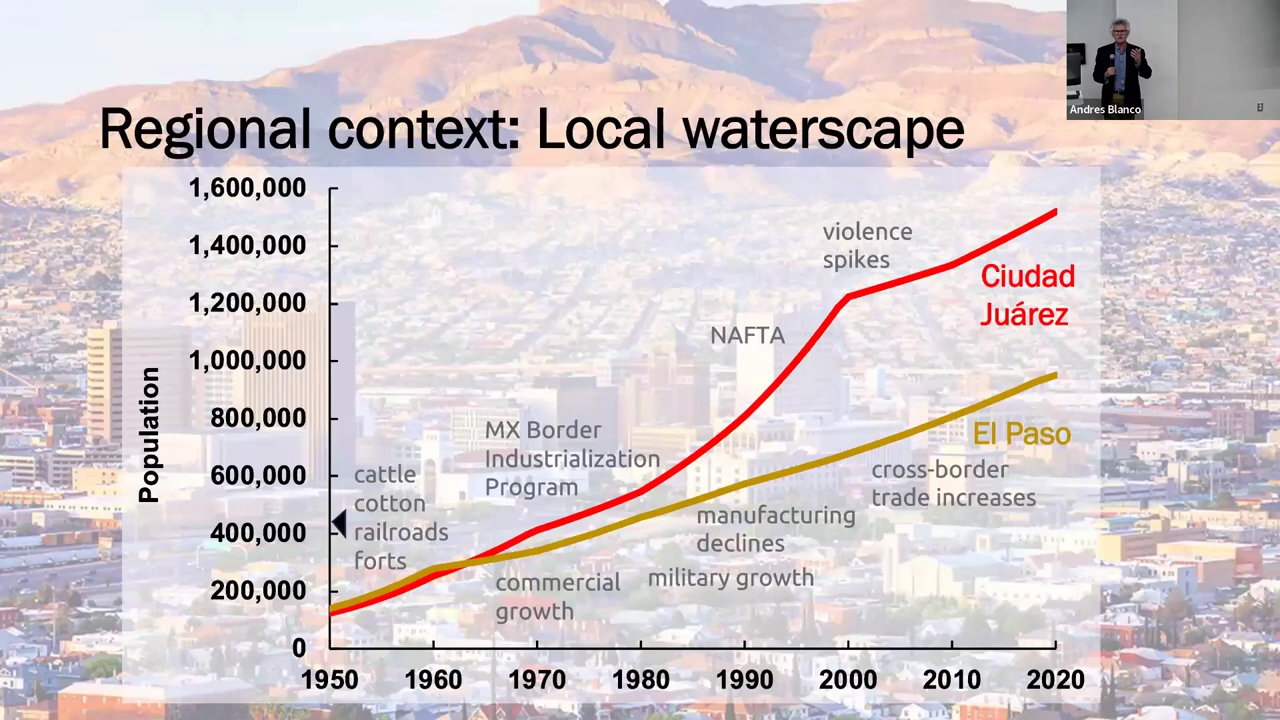 Andres Blanco
Regional context: Local waterscape
1,600,000
1,400,000
1,200,000
1,000,000
800,000
600,000
400,000
200,000
0
Population
1950 1960 1970 1980 1990 2000 2010 2020
cattle
cotton
railroads
forts
MX Border
Industrialization
Program
commercial
growth
NAFTA
manufacturing
declines
military growth
violence
spikes
Ciudad
Juárez
El Paso
cross-border
trade increases